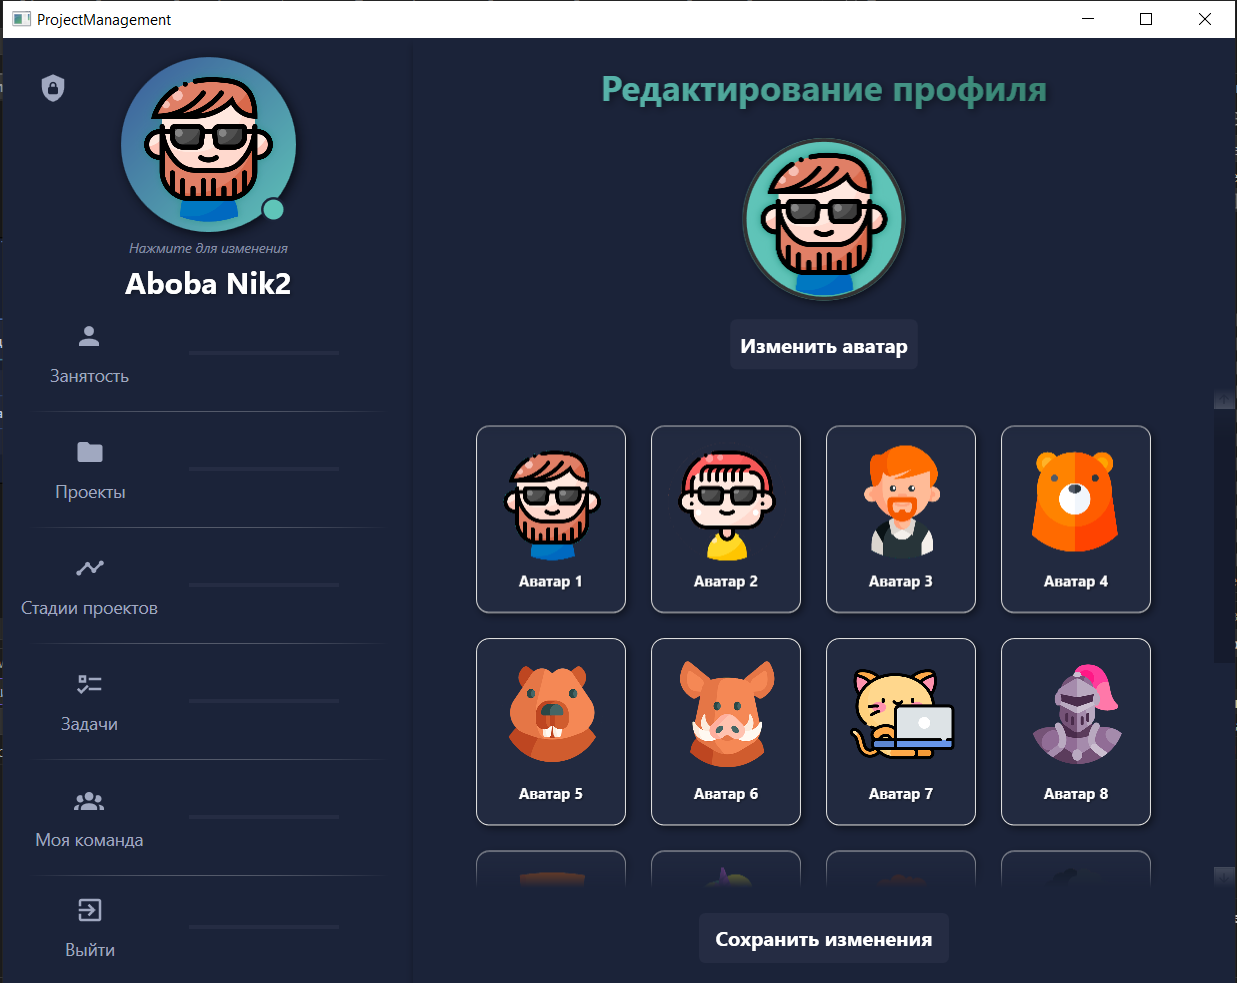 ProjectManagement
Нажмите для изменения
Aboba Nik2
Занятость
Проекты
Стадии проектов
Задачи
Моя команда
Выйти
Редактирование профиля
Изменить аватар
Аватар 1
Аватар 2
Аватар 3
Аватар 4
Аватар 5
Аватар 6
Аватар 7
Аватар 8
Сохранить изменения